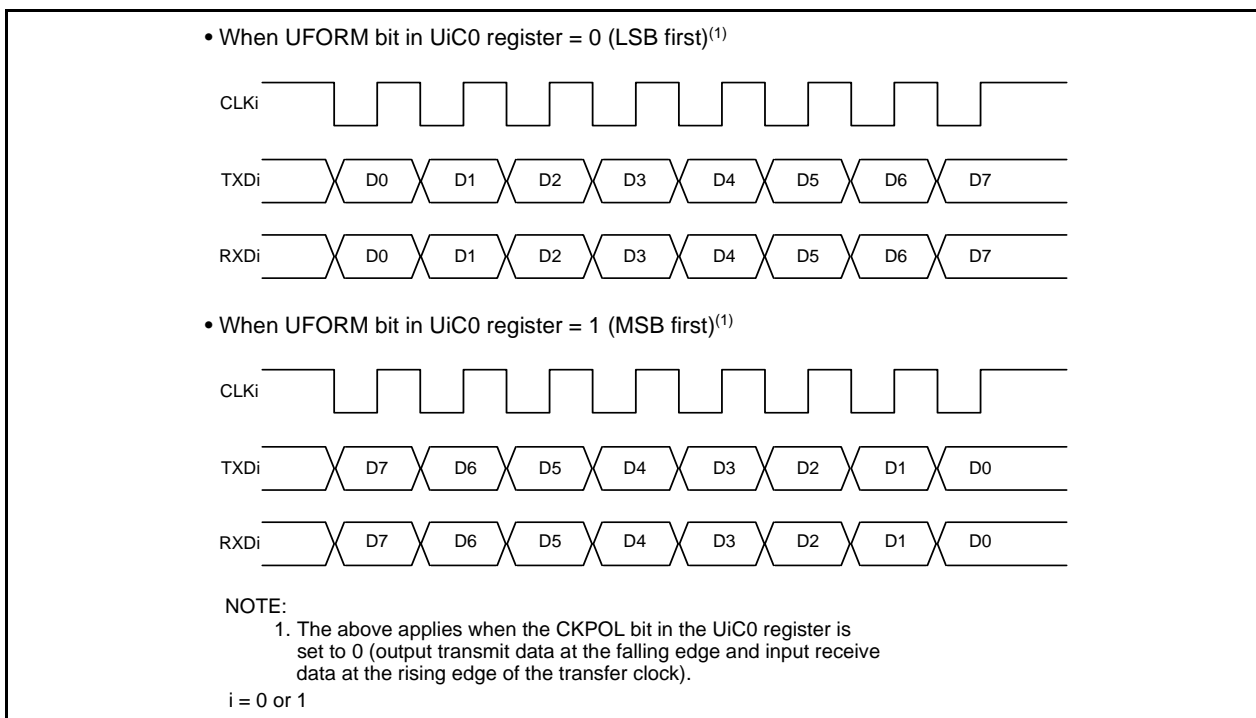 • When UFORM bit in UiC0 register = 0 (LSB first)(1)
CLKi
TXDi D0 D1 D2 D3 D4 D5 D6 D7
RXDi D0 D1 D2 D3 D4 D5 D6 D7
• When UFORM bit in UiC0 register = 1 (MSB first)(1)
CLKi
TXDi D7 D6 D5 D4 D3 D2 D1 D0
RXDi D7 D6 D5 D4 D3 D2 D1 D0
NOTE:
1. The above applies when the CKPOL bit in the UiC0 register is
set to 0 (output transmit data at the falling edge and input receive
data at the rising edge of the transfer clock).
i = 0 or 1